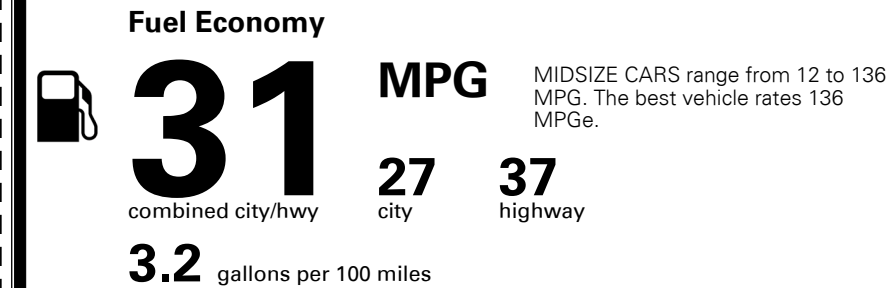 Fuel Economy
31 MPG
MIDSIZE CARS range from 12 to 136
MPG. The best vehicle rates 136
MPGe.
27 37
combined city/hwy city highway
3.2 gallons per 100 miles